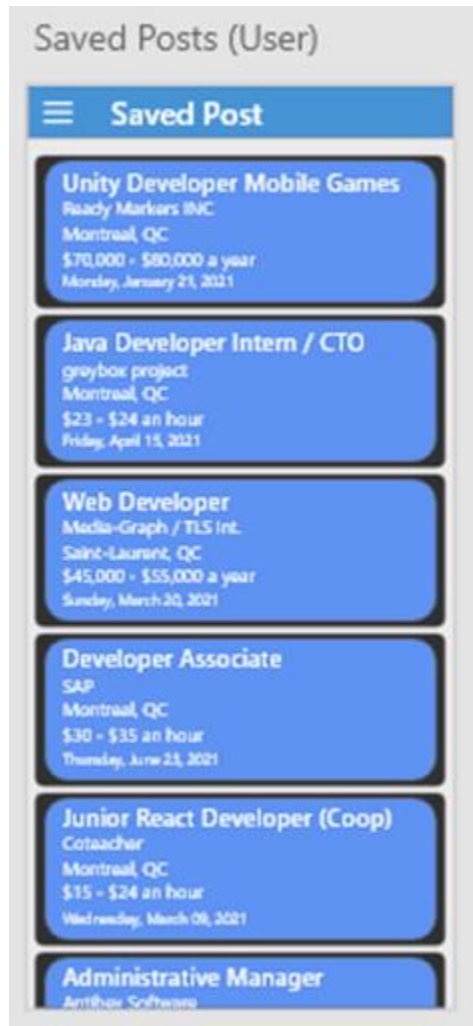 Saved Posts (User)
Saved Post
Unity Developer Mobile Games
Ready Markers INC
Montreal, QC
$70,000 - $80,000 a year
Monday, January 21, 2021
Java Developer Intern / CTO
greybox project
Montreal, QC
$23 - $24 an hour
Friday, April 15, 2021
Web Developer
Media-Graph / TLS Int.
Saint-Laurent, QC
$45,000 - $55,000 a year
Sunday, March 20, 2021
Developer Associate
SAP
Montreal, QC
$30 - $35 an hour
Thursday, June 23, 2021
Junior React Developer (Coop)
Coteacher
Montreal, QC
$15 - $24 an hour
Wednesday, March 09, 2021
Administrative Manager
Software